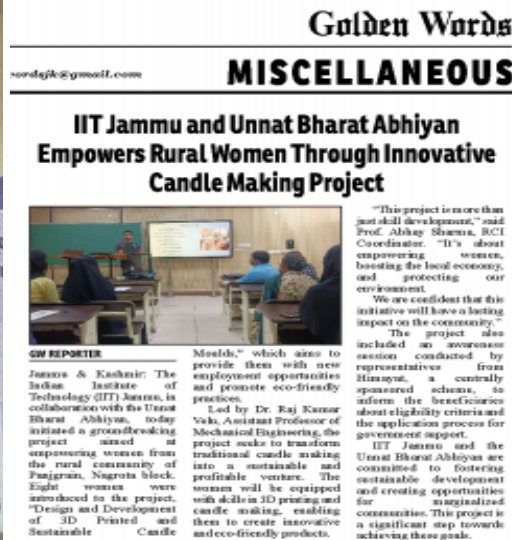 Golden Words
ordsjk@gmail.com
MISCELLANEOUS
IIT Jammu and Unnat Bharat Abhiyan
Empowers Rural Women Through Innovative
Candle Making Project
GW REPORTER
Jammu & Kashmir: The
Indian Institute of
Technology (IIT) Jammu, in
collaboration with the Unnat
Bharat Abhiyan, today
initiated a groundbreaking
project aimed at
empowering women from
the rural community of
Panjgrain, Nagrota block.
Eight women were
introduced to the project,
"Design and Development
of 3D Printed and
Sustainable Candle
Moulds," which aims to
provide them with new
employment opportunities
and promote eco-friendly
practices.
Led by Dr. Raj Kumar
Velu, Assistant Professor of
Mechanical Engineering, the
project seeks to transform
traditional candle making
into a sustainable and
profitable venture. The
women will be equipped
with skills in 3D printing and
candle making, enabling
them to create innovative
and eco-friendly products.
"This project is more than
just skill development," said
Prof. Abhay Sharma, RCI
Coordinator. "It's about
empowering women,
boosting the local economy,
and protecting our
environment.
We are confident that this
initiative will have a lasting
impact on the community."
The project also
included an awareness
session conducted by
representatives from
Himayat, a centrally
sponsored scheme, to
inform the beneficiaries
about eligibility criteria and
the application process for
government support.
IIT Jammu and the
Unnat Bharat Abhiyan are
committed to fostering
sustainable development
and creating opportunities
for marginalized
communities. This project is
a significant step towards
achieving these goals.